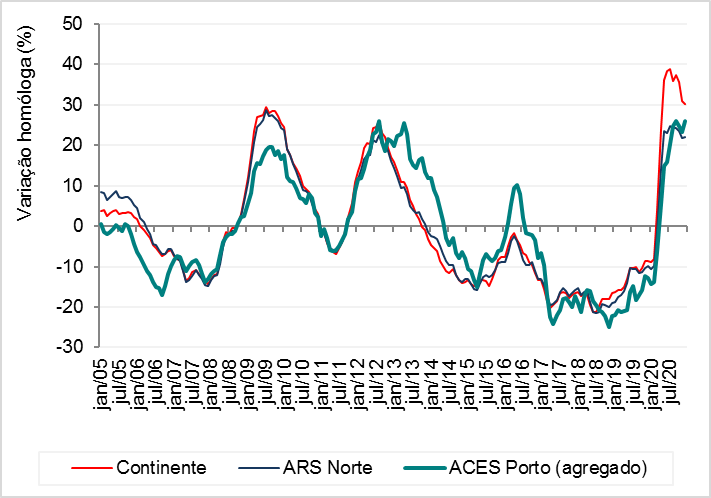 Variação homóloga (%)
50
40
30
20
10
0
-10
-20
-30
jan/05
jul/05
jan/06
jul/06
jan/07
jul/07
jan/08
jul/08
jan/09
jul/09
jan/10
jul/10
jan/11
jul/11
jan/12
jul/12
jan/13
jul/13
jan/14
jul/14
jan/15
jul/15
jan/16
jul/16
jan/17
jul/17
jan/18
jul/18
jan/19
jul/19
jan/20
jul/20
Continente ARS Norte ACES Porto (agregado)